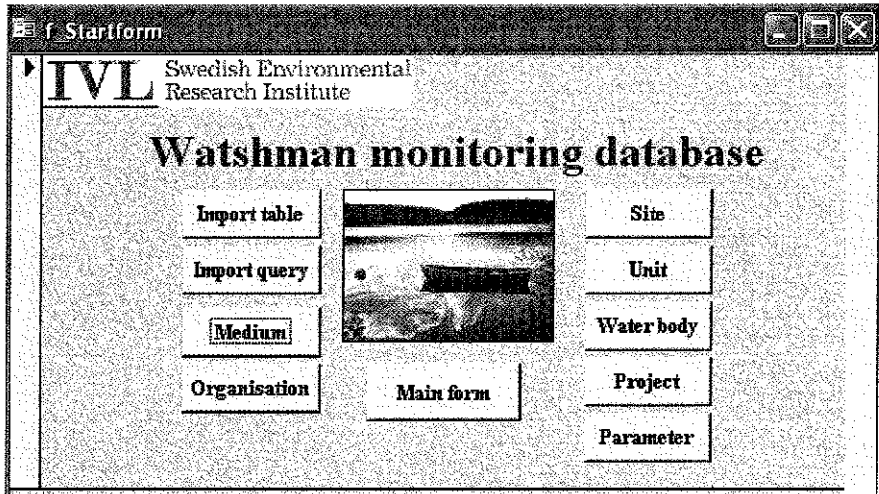 f_Startform
IVL Swedish Environmental
Research Institute
Watshman monitoring database
Import table
Import query
Medium
Organisation
Main form
Site
Unit
Water body
Project
Parameter